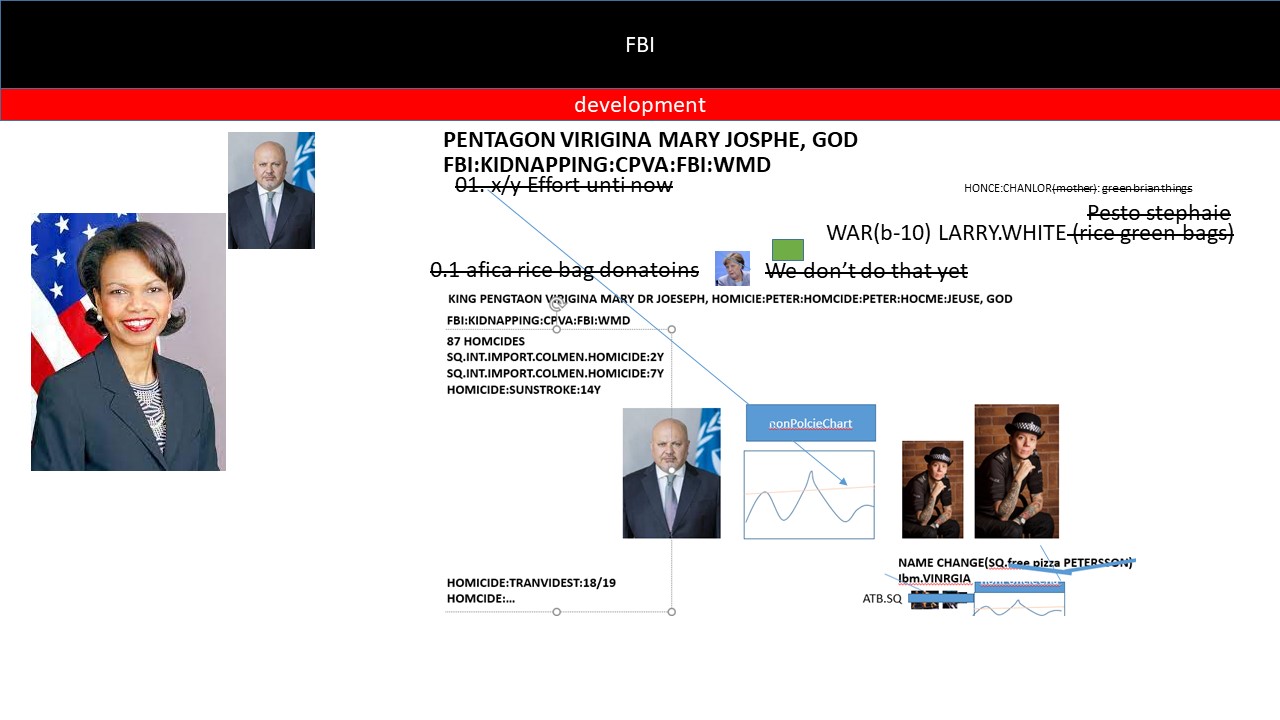 FBI
development
PENTAGON VIRIGINA MARY JOSPHE, GOD
FBI:KIDNAPPING:CPVA:FBI:WMD
01. x/y Effort unti now
HONCE:CHANLOR(mother): greenbrianthings
Pesto stephaie
WAR(b-10) LARRY.WHITE (rice green bags)
0.1 afica rice bag donatoins
We don't do that yet
KING PENGTAON VIRIGINA MARY DR JOESEPH, HOMICIE:PETER:HOMCIDE:PETER:HOCME:JEUSE, GOD
FBI:KIDNAPPING:CPVA:FBI:WMD
87 HOMCIDES
SQ.INT.IMPORT.COLMEN.HOMICIDE:2Y
SQ.INT.IMPORT.COLMEN.HOMICIDE:7Y
HOMICIDE:SUNSTROKE:14Y
nonPolcieChart
NAME CHANGE(SQ.free pizza PETERSSON)
Ibm.VINRGIA
HOMICIDE:TRANVIDEST:18/19
HOMCIDE:...
ATB.SQ